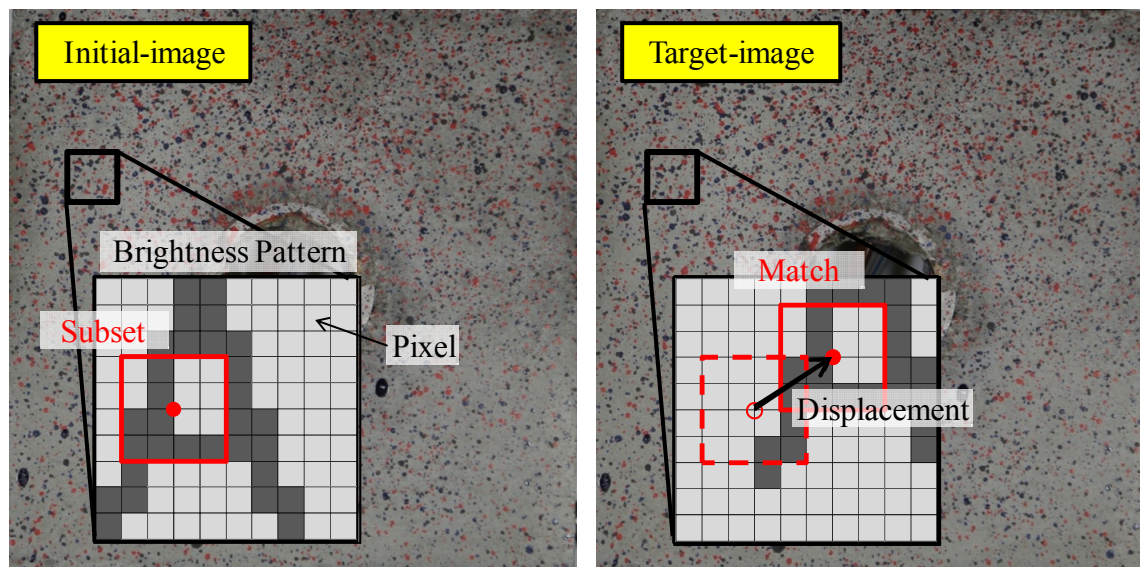 Initial-image
Brightness Pattern
Subset
Pixel
Target-image
Match
Displacement